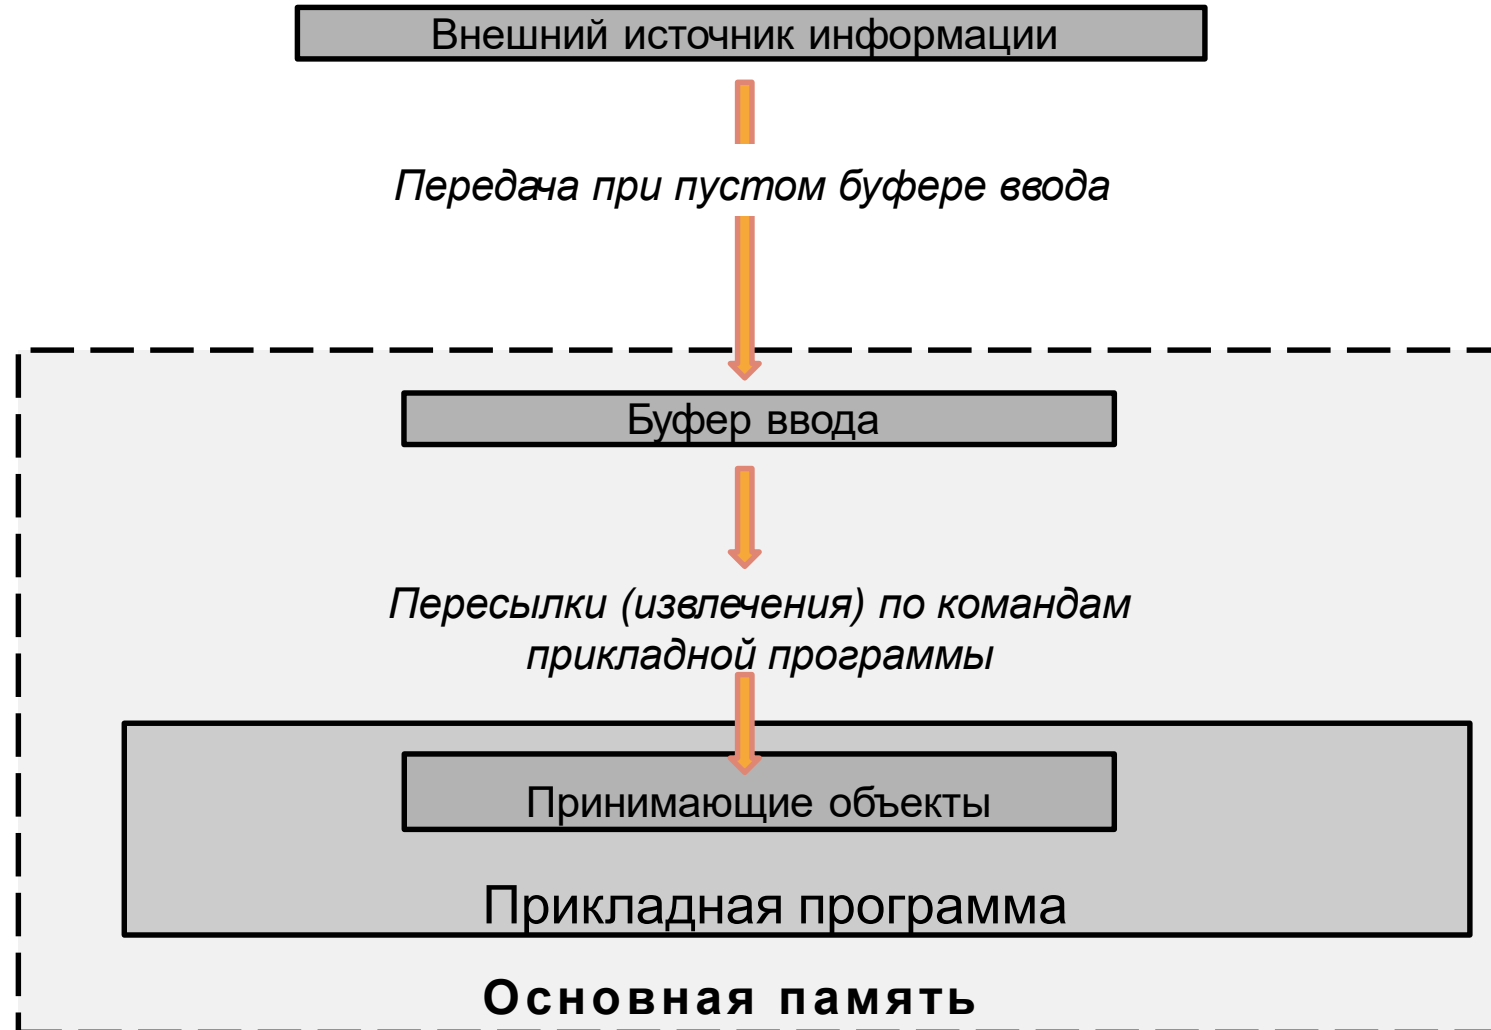 Внешний источник информации
Передача при пустом буфере ввода
Буфер ввода
Пересылки (извлечения) по командам
прикладной программы
Принимающие объекты
Прикладная программа
Основная память